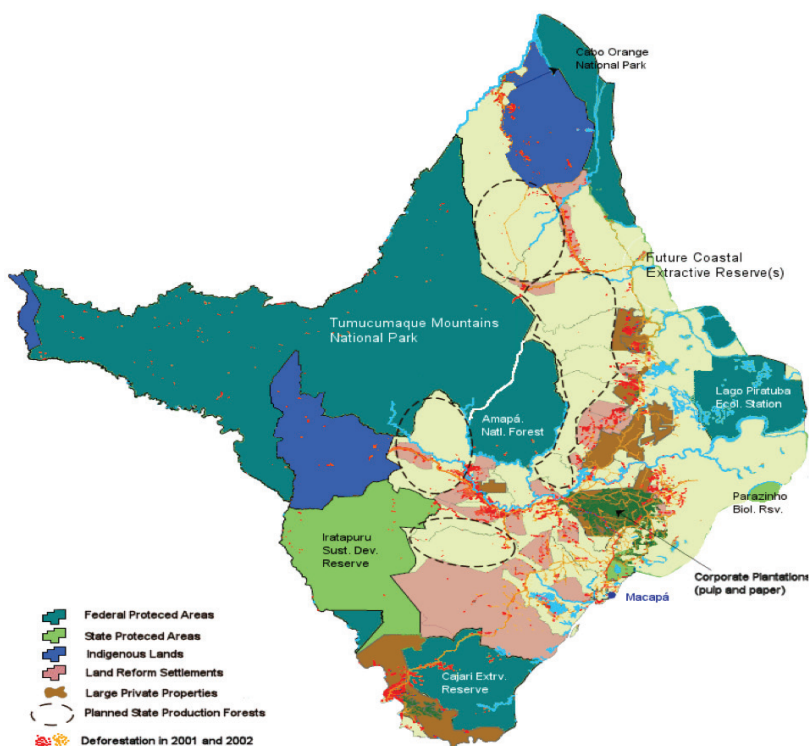 Cabo Orange
National Park
Future Coastal
Extractive Reserve(s)
Tumucumaque Mountains
National Park
Lago Piratuba
Ecol. Station
Amapá.
Natl. Forest
Parazinho
Biol. Rsv.
Iratapuru
Sust. Dev.
Reserve
Corporate Plantations
(pulp and paper)
Macapá
Cajari Extrv.
Reserve
Federal Proteced Areas
State Proteced Areas
Indigenous Lands
Land Reform Settlements
Large Private Properties
Planned State Production Forests
Deforestation in 2001 and 2002